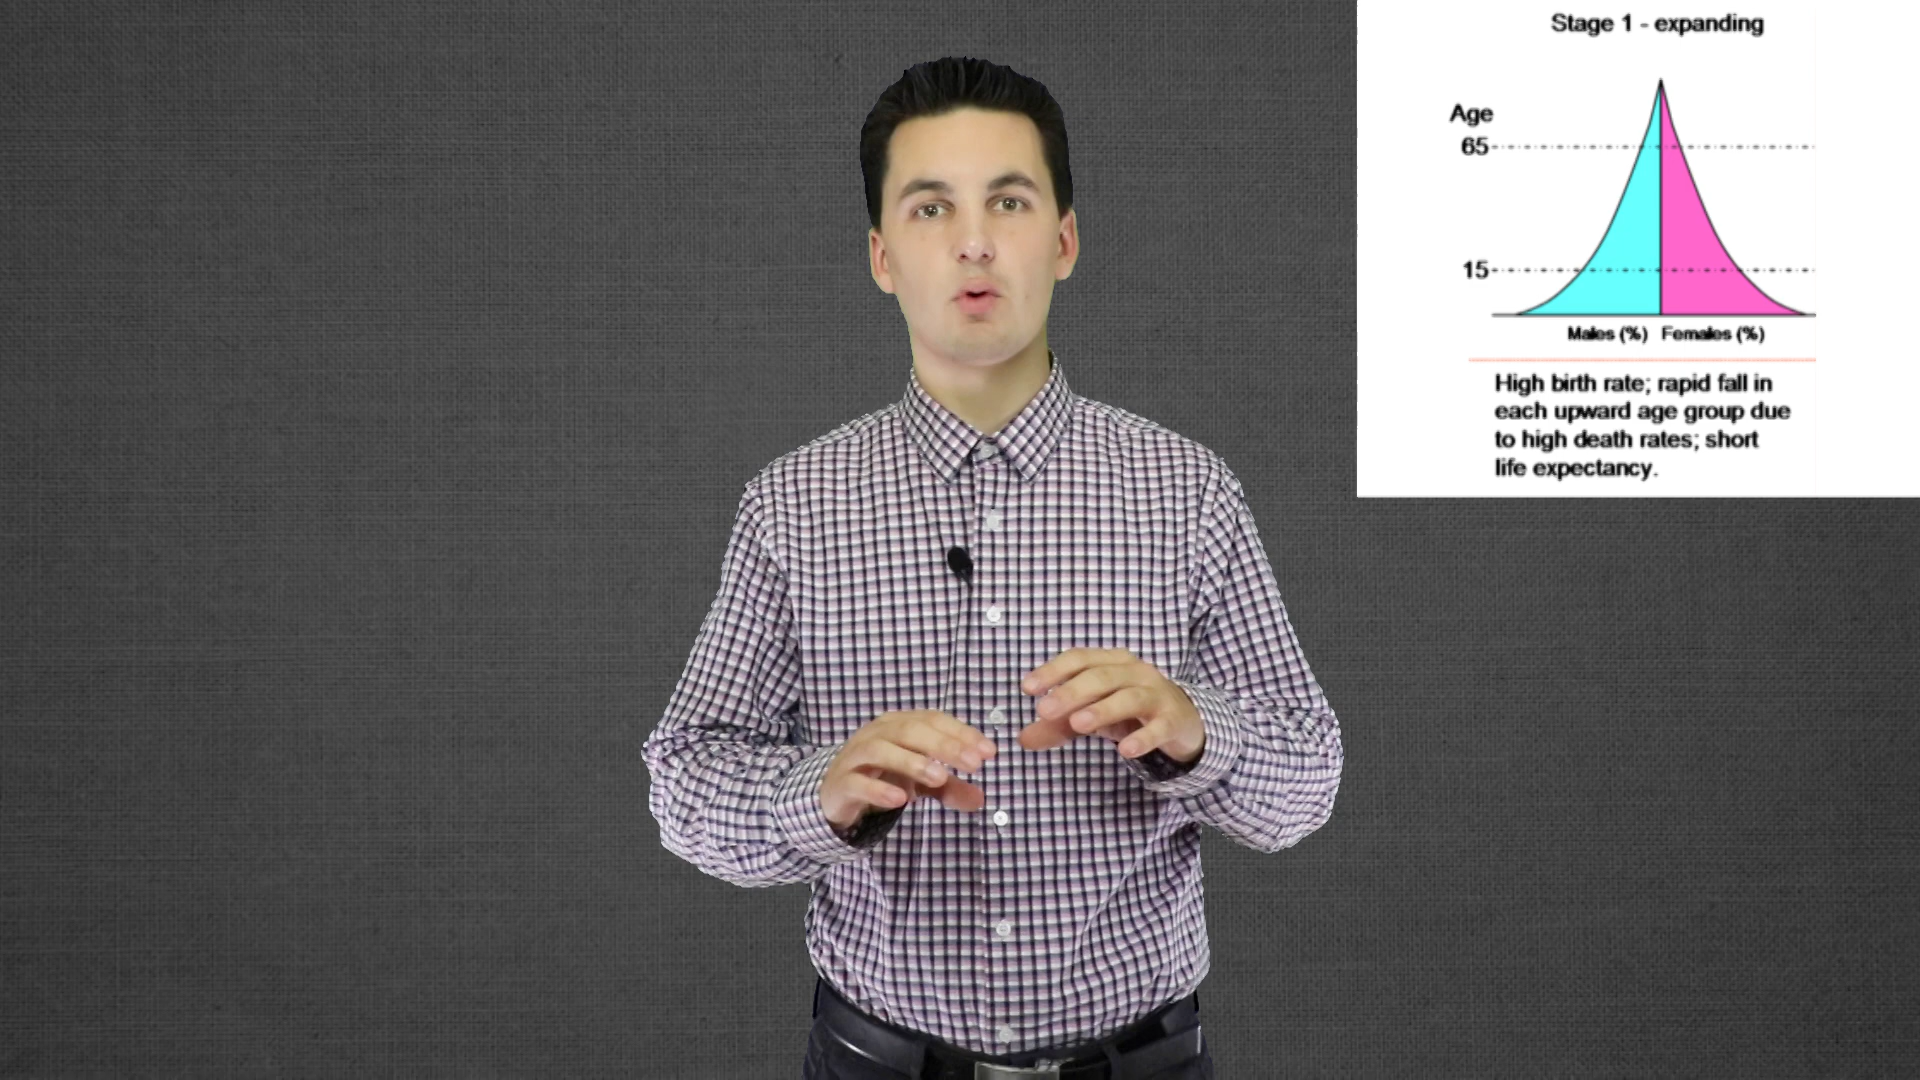 Stage 1 - expanding
Age
65
15
Males (%) Females (%)
High birth rate; rapid fall in
each upward age group due
to high death rates; short
life expectancy.